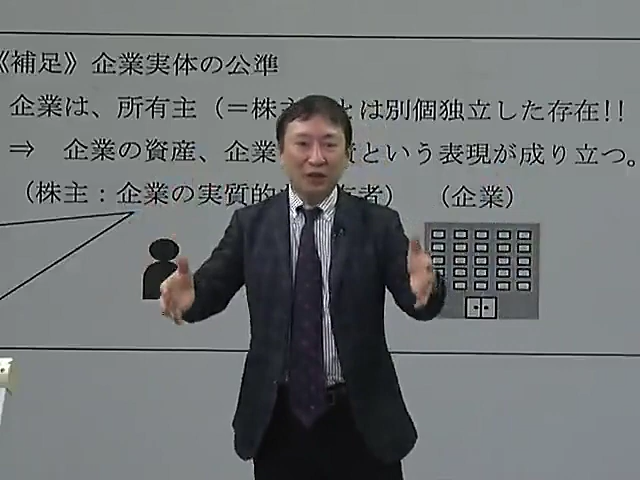 《補足》企業実体の公準
企業は、所有主（＝株主 とは別個独立した存在!!
⇒ 企業の資産、企業 という表現が成り立つ。
（株主：企業の実質的 者） （企業）